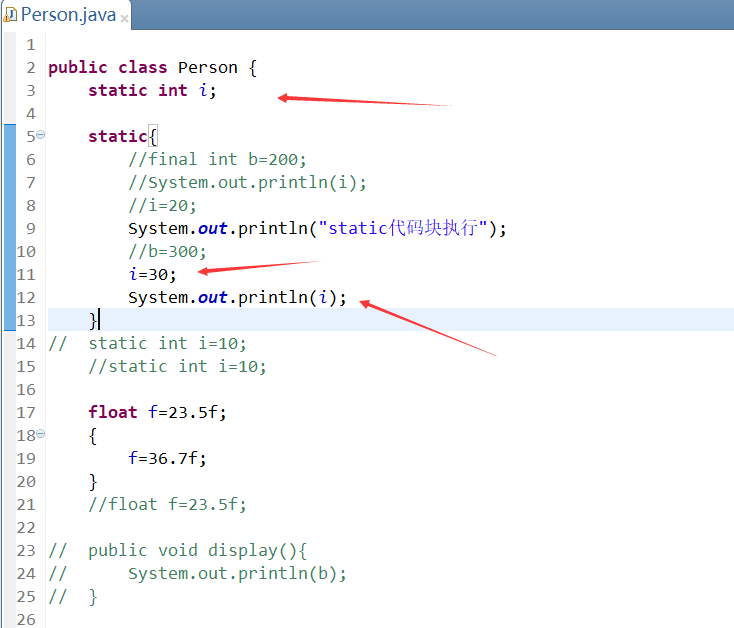 Person.java
1
2 public class Person {
3     static int i;
4
5     static{
6         //final int b=200;
7         //System.out.println(i);
8         //i=20;
9         System.out.println("static代码块执行");
10         //b=300;
11         i=30;
12         System.out.println(i);
13     }
14 //  static int i=10;
15     //static int i=10;
16
17     float f=23.5f;
18     {
19         f=36.7f;
20     }
21     //float f=23.5f;
22
23 //  public void display(){
24 //      System.out.println(b);
25 //  }
26